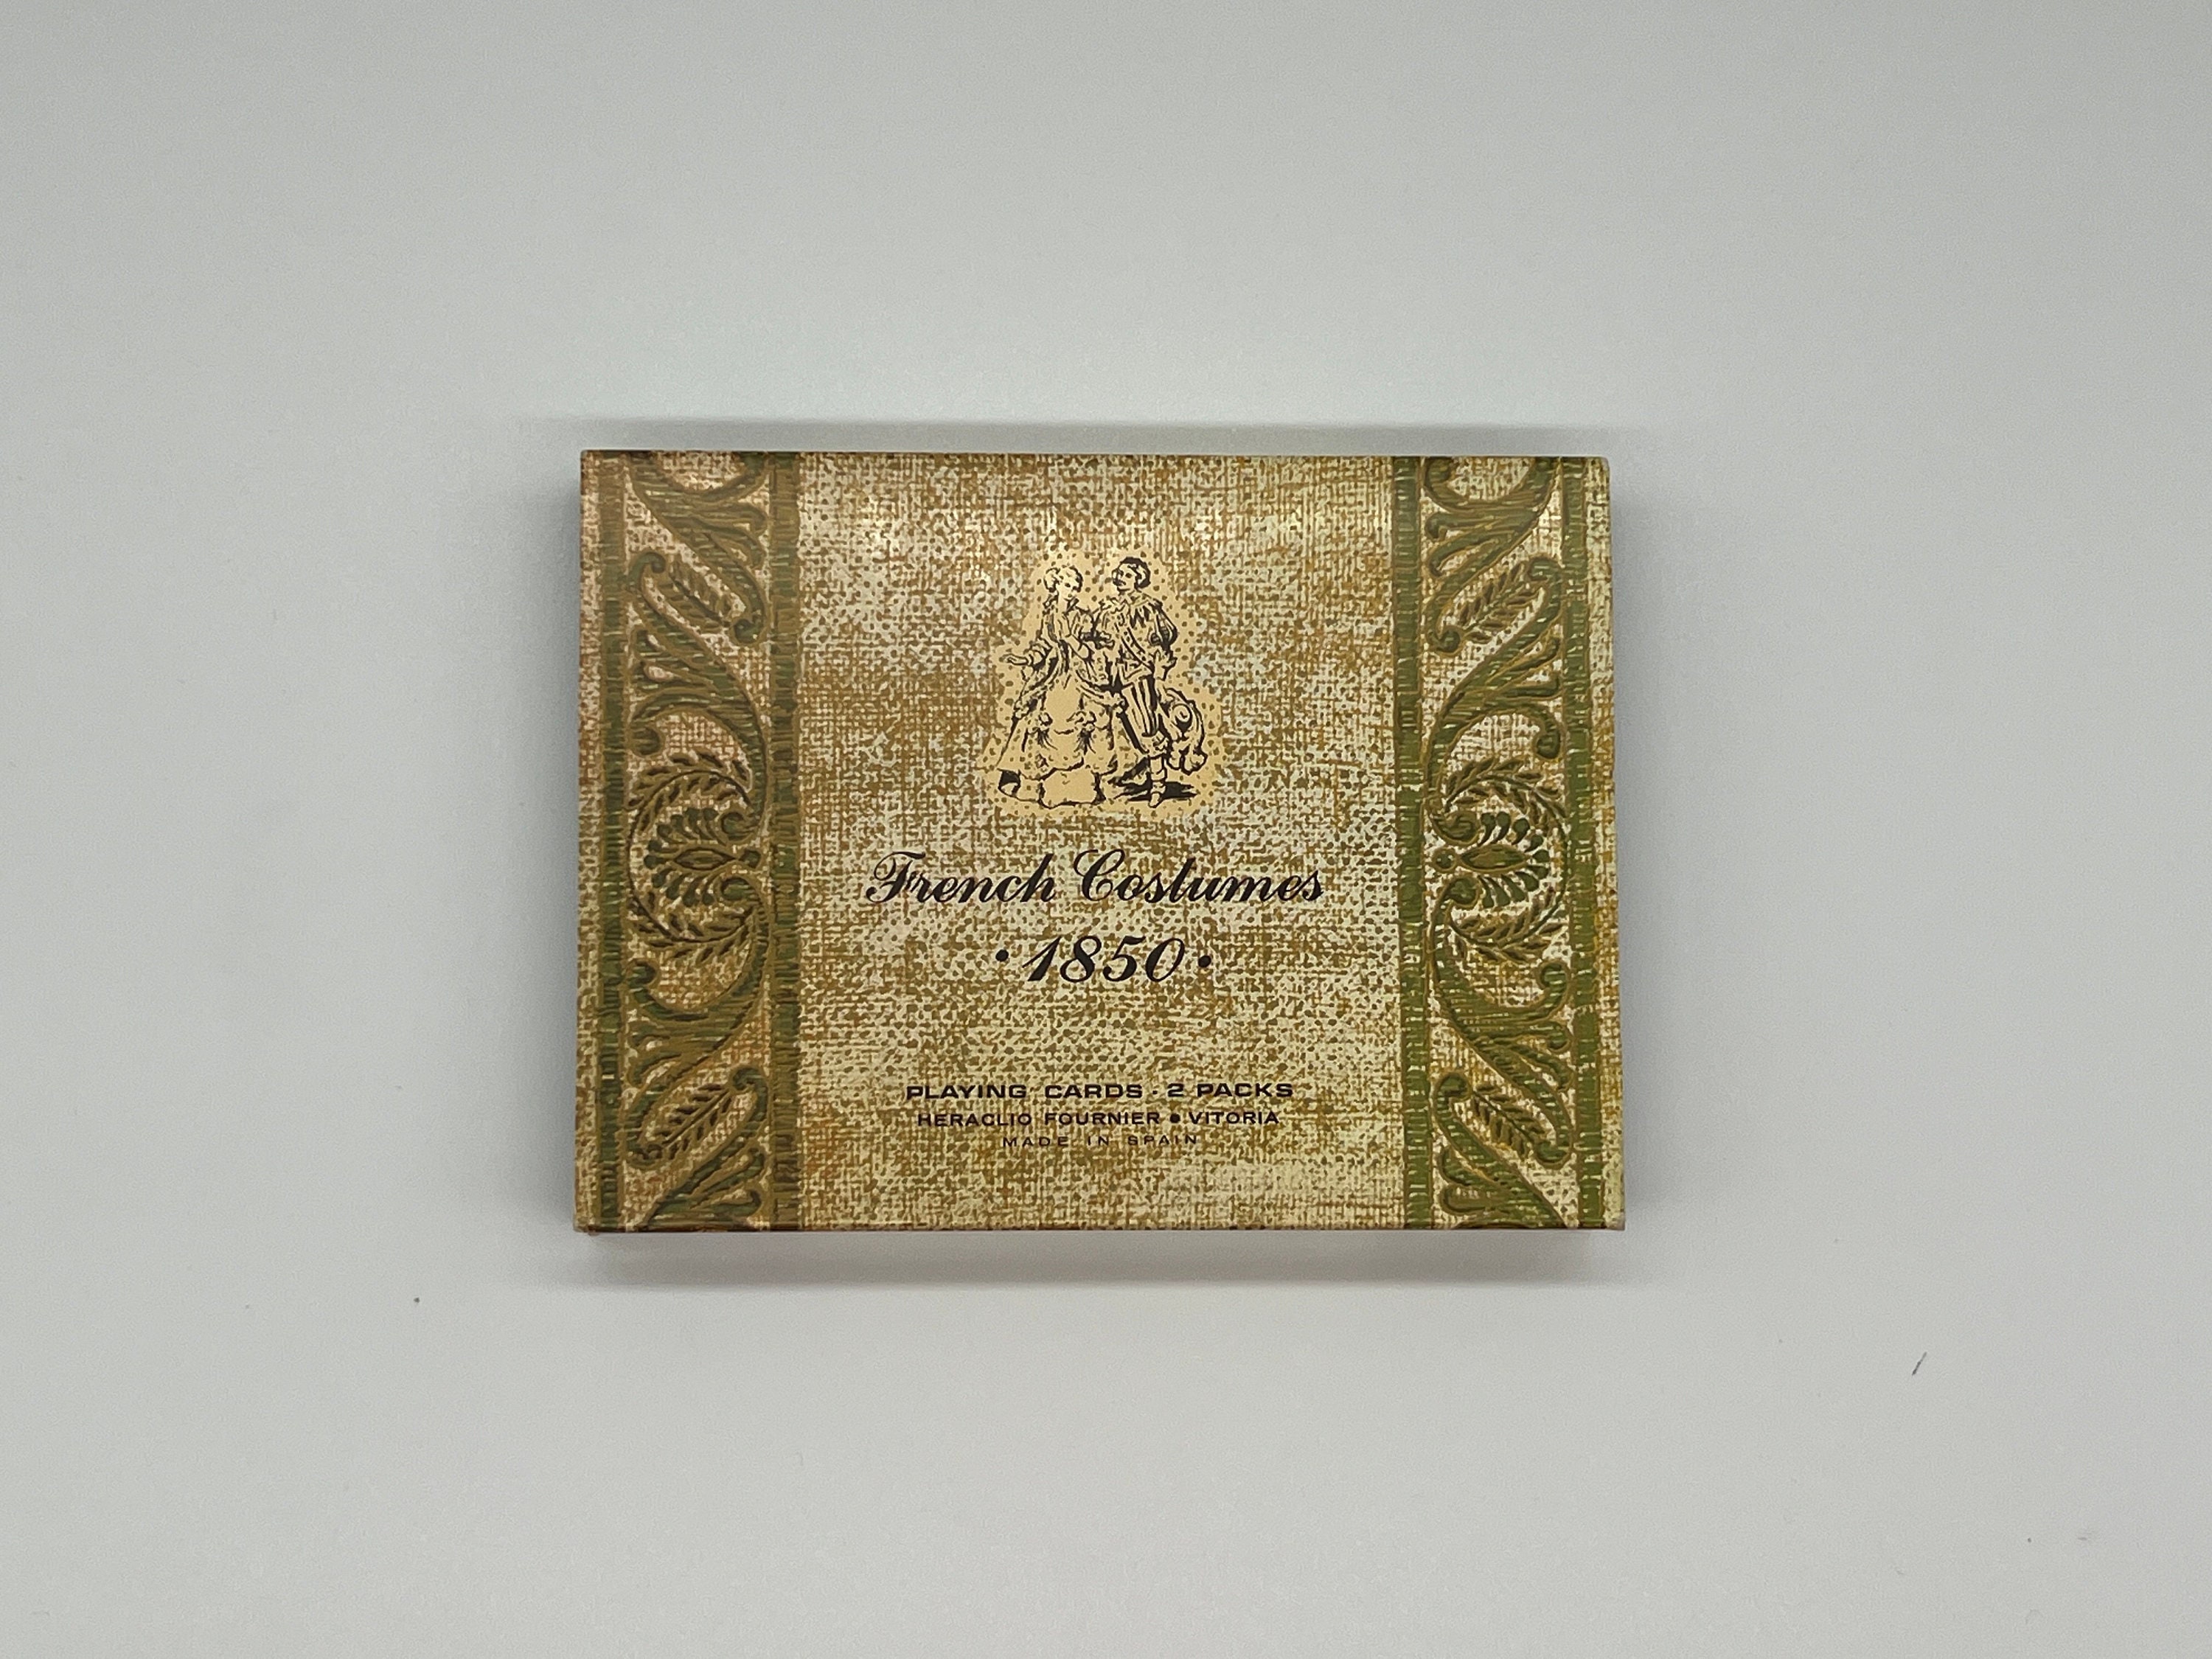 French Costumes
· 1850 ·
PLAYING CARDS · 2 PACKS
HERACLIO FOURNIER • VITORIA
MADE IN SPAIN